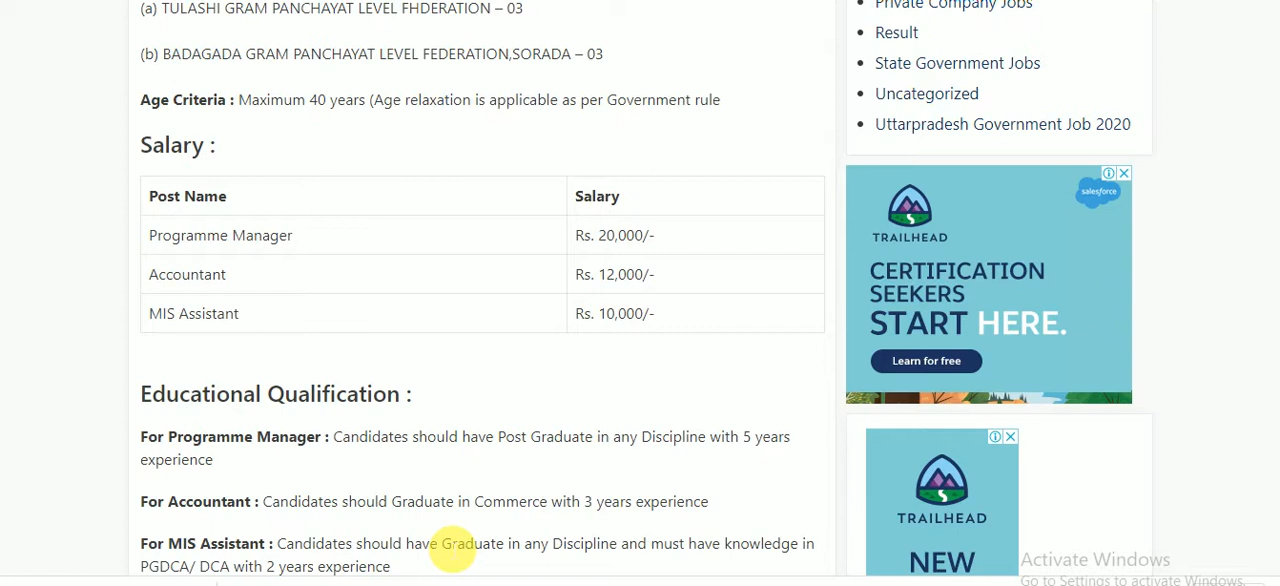 (a) TULASHI GRAM PANCHAYAT LEVEL FHDERATION – 03
(b) BADAGADA GRAM PANCHAYAT LEVEL FEDERATION,SORADA – 03
Age Criteria : Maximum 40 years (Age relaxation is applicable as per Government rule
Salary :
Post Name Salary
Programme Manager Rs. 20,000/-
Accountant Rs. 12,000/-
MIS Assistant Rs. 10,000/-
Educational Qualification :
For Programme Manager : Candidates should have Post Graduate in any Discipline with 5 years
experience
For Accountant : Candidates should Graduate in Commerce with 3 years experience
For MIS Assistant : Candidates should have Graduate in any Discipline and must have knowledge in
PGDCA/ DCA with 2 years experience
Private Company Jobs
Result
State Government Jobs
Uncategorized
Uttarpradesh Government Job 2020
salesforce
TRAILHEAD
CERTIFICATION
SEEKERS
START HERE.
Learn for free
TRAILHEAD
NEW
Activate Windows
Go to Settings to activate Windows.